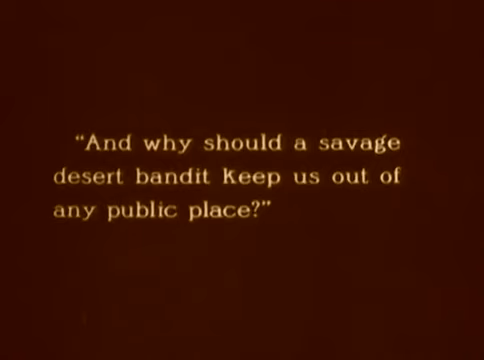 “And why should a savage
desert bandit keep us out of
any public place?”